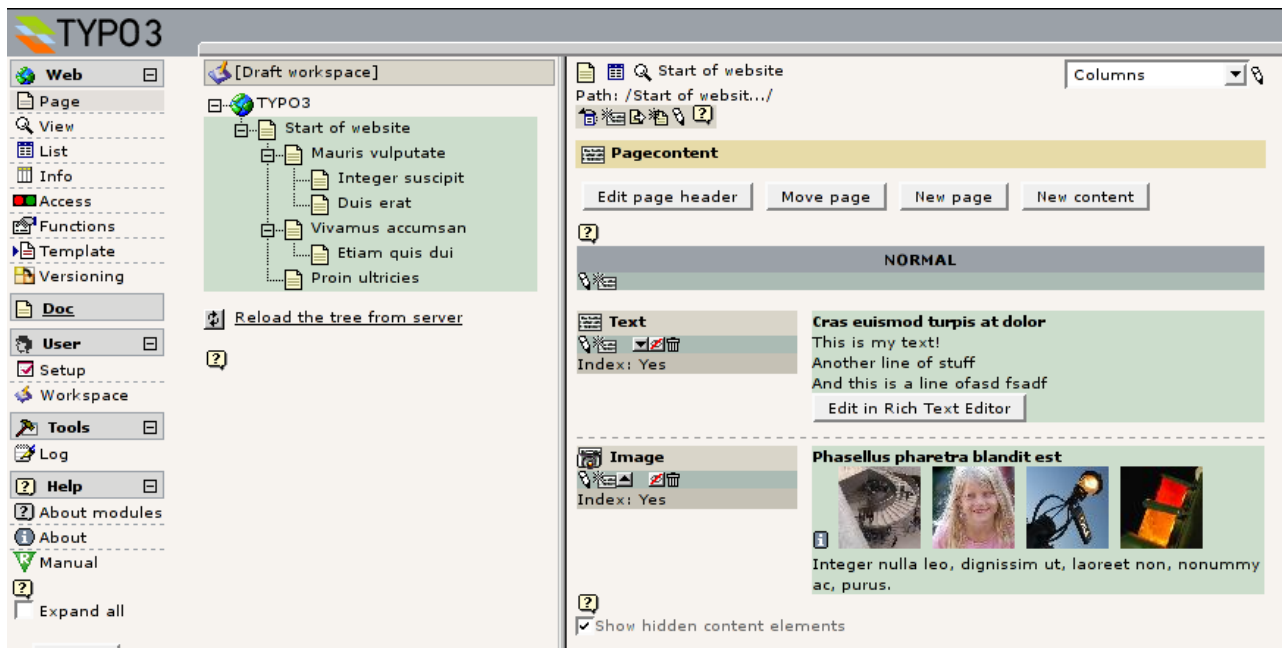 TYPO3
Web
Page
View
List
Info
Access
Functions
Template
Versioning
Doc
User
Setup
Workspace
Tools
Log
Help
About modules
About
Manual
Expand all
[Draft workspace]
TYPO3
Start of website
Mauris vulputate
Integer suscipit
Duis erat
Vivamus accumsan
Etiam quis dui
Proin ultricies
Reload the tree from server
Start of website
Columns
Path: /Start of websit.../
Pagecontent
Edit page header
Move page
New page
New content
NORMAL
Text
Index: Yes
Cras euismod turpis at dolor
This is my text!
Another line of stuff
And this is a line ofasd fsadf
Edit in Rich Text Editor
Image
Index: Yes
Phasellus pharetra blandit est
Integer nulla leo, dignissim ut, laoreet non, nonummy
ac, purus.
Show hidden content elements